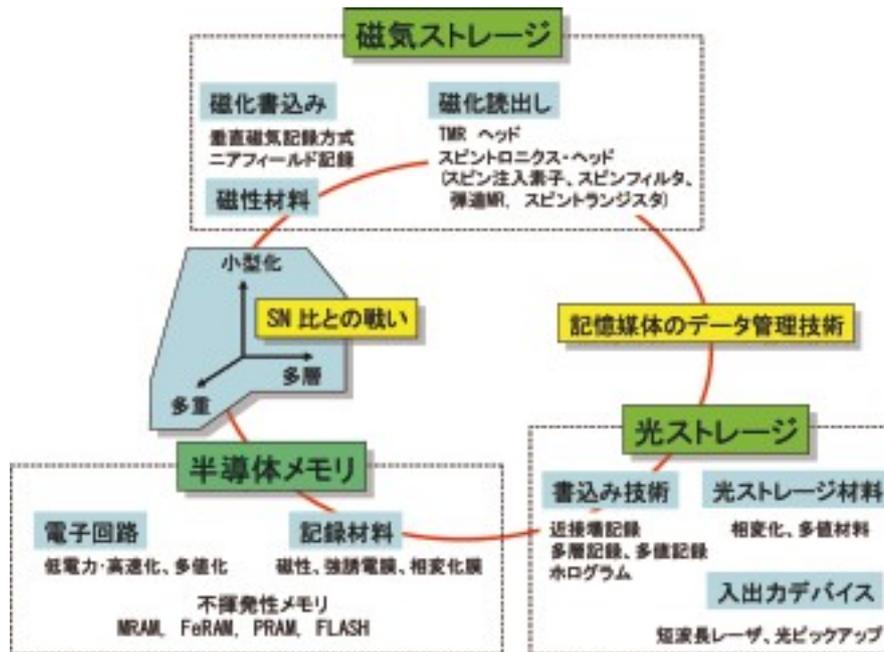 磁気ストレージ
磁化書込み
垂直磁気記録方式
ニアフィールド記録
磁性材料
磁化読出し
TMR ヘッド
スピントロニクス・ヘッド
(スピン注入素子、スピンフィルタ、
弾道MR, スピントランジスタ)
小型化
多層
多重
SN 比との戦い
記憶媒体のデータ管理技術
半導体メモリ
電子回路
低電力・高速化、多値化
記録材料
磁性、強誘電膜、相変化膜
不揮発性メモリ
MRAM, FeRAM, PRAM, FLASH
光ストレージ
書込み技術
近接場記録
多層記録、多値記録
ホログラム
光ストレージ材料
相変化、多値材料
入出力デバイス
短波長レーザ、光ピックアップ